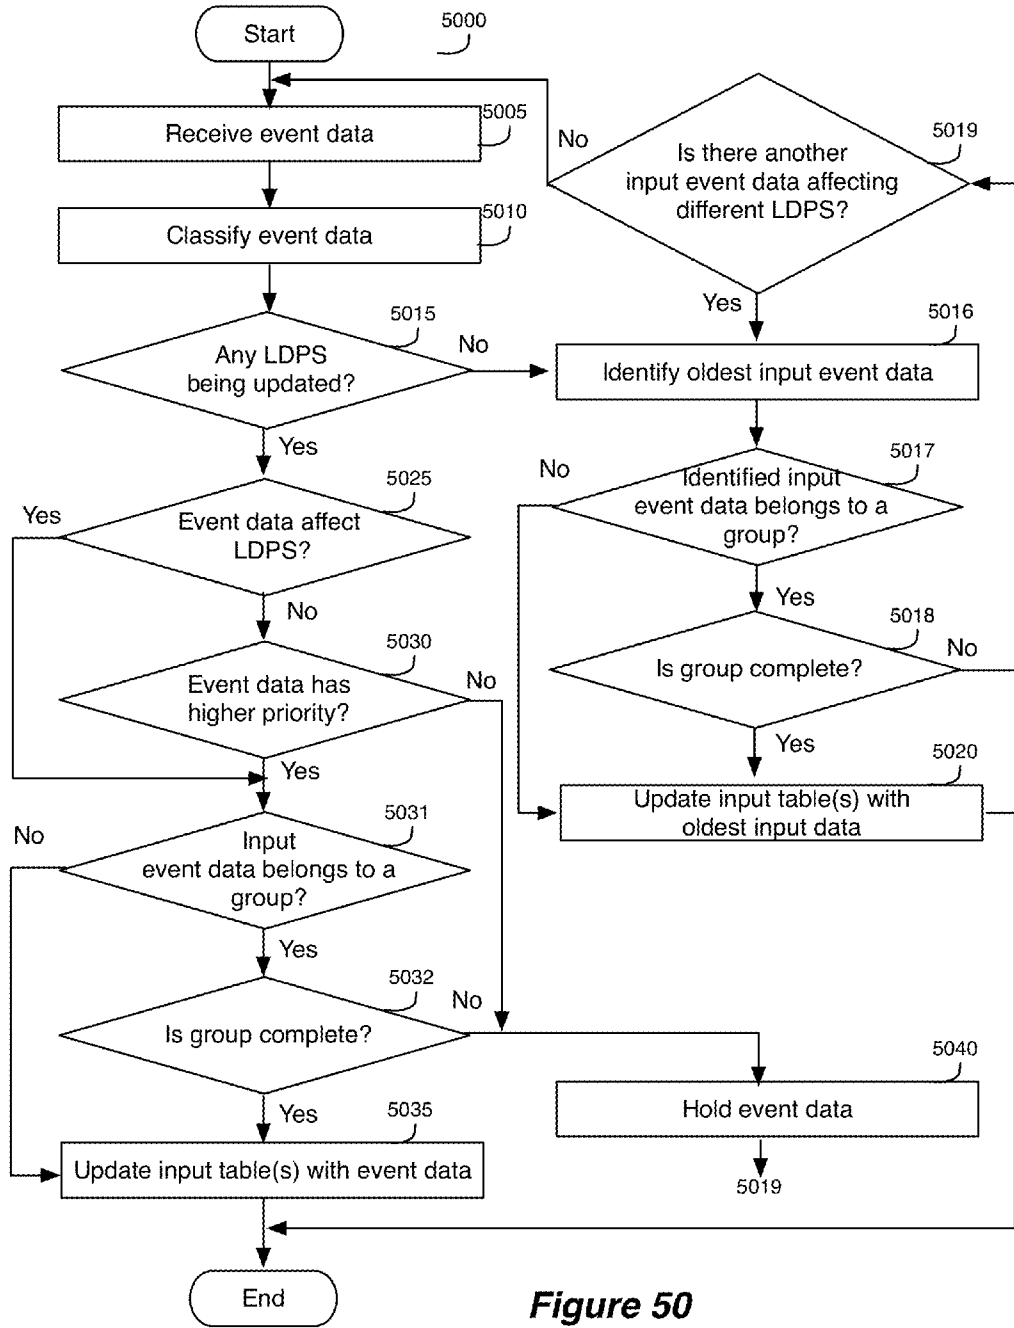 Start
5000
Receive event data
5005
No
Is there another
input event data affecting
different LDPS?
5019
Classify event data
5010
Yes
5016
Any LDPS
being updated?
5015
No
Identify oldest input event data
Yes
5025
Event data affect
LDPS?
Yes
No
No
5017
Identified input
event data belongs to a
group?
Yes
5030
Event data has
higher priority?
No
Yes
5018
Is group complete?
No
Yes
5020
Update input table(s) with
oldest input data
5031
No
Input
event data belongs to a
group?
Yes
5032
Is group complete?
No
Yes
5040
Hold event data
5019
5035
Update input table(s) with event data
End
Figure 50